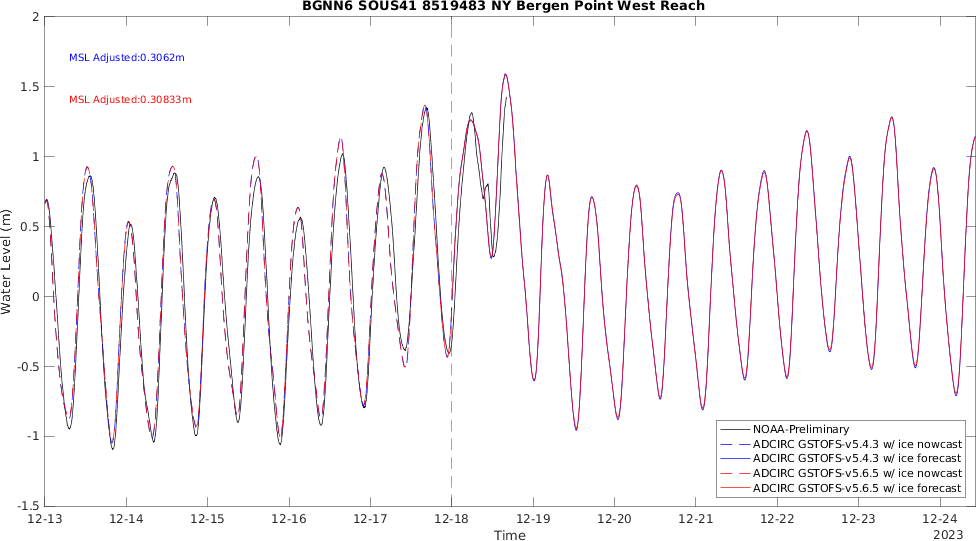 BGNN6 SOUS41 8519483 NY Bergen Point West Reach
2
1.5
1
0.5
0
-0.5
-1
-1.5
Water Level (m)
MSL Adjusted:0.3062m
MSL Adjusted:0.30833m
NOAA-Preliminary
ADCIRC GSTOFS-v5.4.3 w/ ice nowcast
ADCIRC GSTOFS-v5.4.3 w/ ice forecast
ADCIRC GSTOFS-v5.6.5 w/ ice nowcast
ADCIRC GSTOFS-v5.6.5 w/ ice forecast
12-13 12-14 12-15 12-16 12-17 12-18 12-19 12-20 12-21 12-22 12-23 12-24
Time
2023